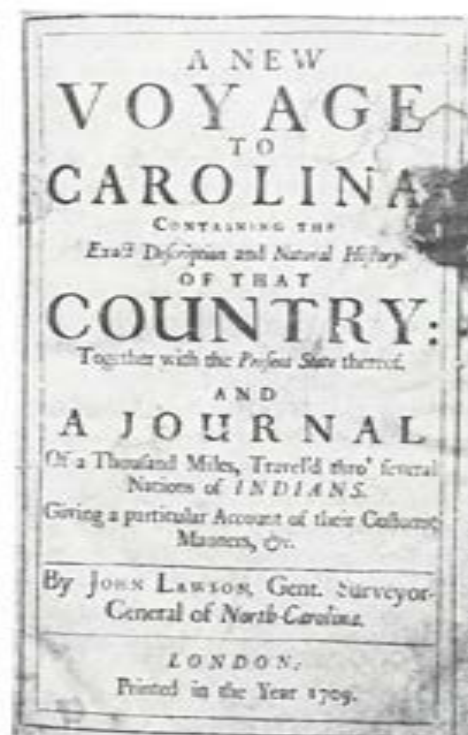 A NEW
VOYAGE
TO
CAROLINA;
CONTAINING THE
Exact Description and Natural History
OF THAT
COUNTRY:
Together with the Present State thereof.
AND
A JOURNAL
Of a Thousand Miles, Travel'd thro' several
Nations of INDIANS.
Giving a particular Account of their Customs,
Manners, &c.
By JOHN LAWSON, Gent. Surveyor-
General of North-Carolina.
LONDON:
Printed in the Year 1709.